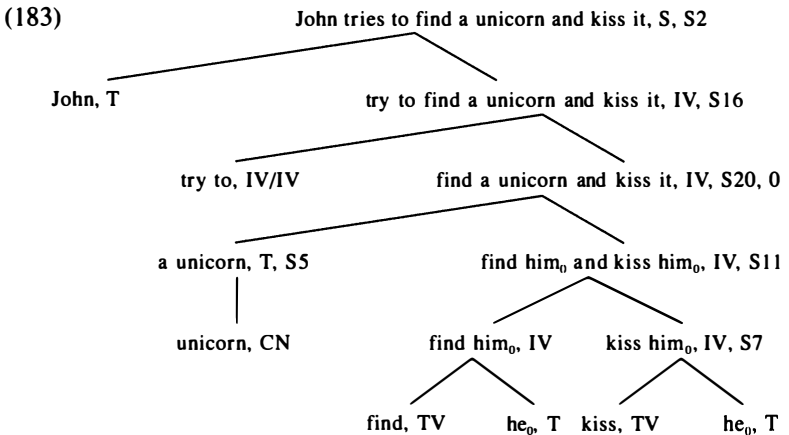 (183) John tries to find a unicorn and kiss it, S, S2
John, T try to find a unicorn and kiss it, IV, S16
try to, IV/IV find a unicorn and kiss it, IV, S20, 0
a unicorn, T, S5 find him₀ and kiss him₀, IV, S11
unicorn, CN find him₀, IV kiss him₀, IV, S7
find, TV he₀, T kiss, TV he₀, T